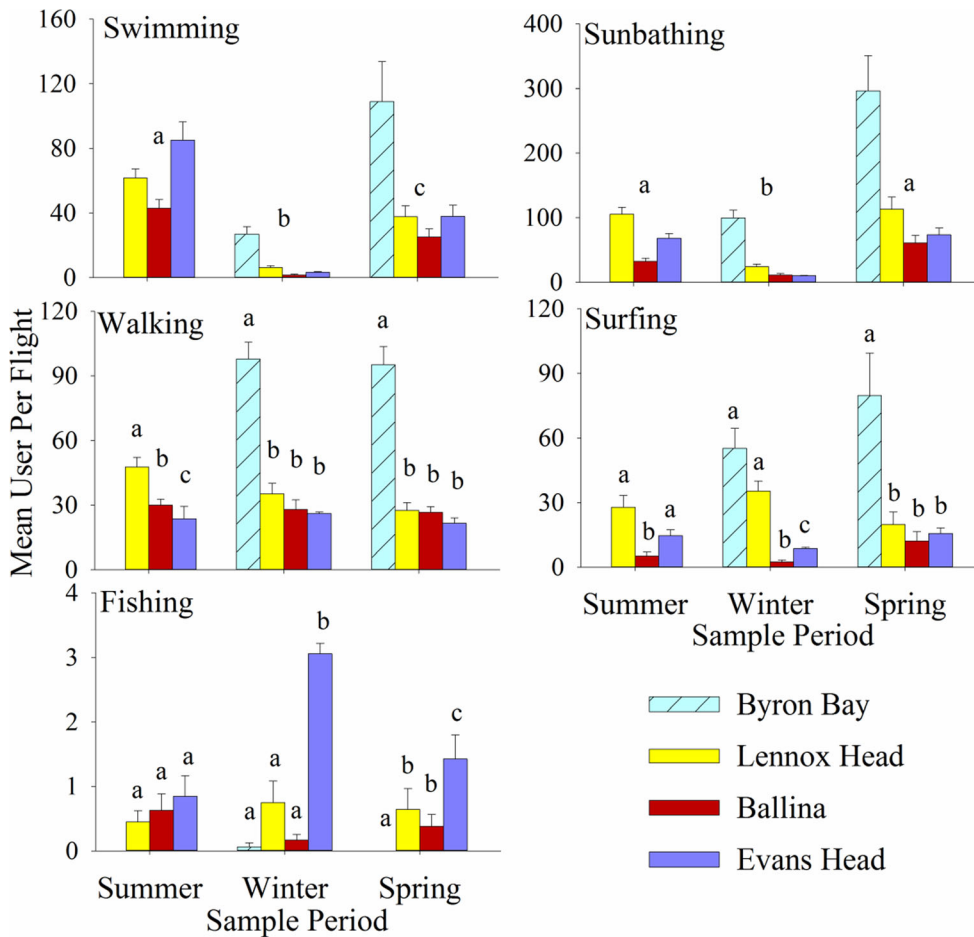 Mean User Per Flight
Swimming
160
120
80
40
0
a
b
c
Sunbathing
400
300
200
100
0
a
b
a
Walking
120
90
60
30
0
a b c
a b b b
a b b b
Surfing
120
90
60
30
0
a b a
a a b c
a b b b
Summer Winter Spring
Sample Period
Fishing
4
3
2
1
0
a a a
a a a b
a b b c
Summer Winter Spring
Sample Period
Byron Bay
Lennox Head
Ballina
Evans Head